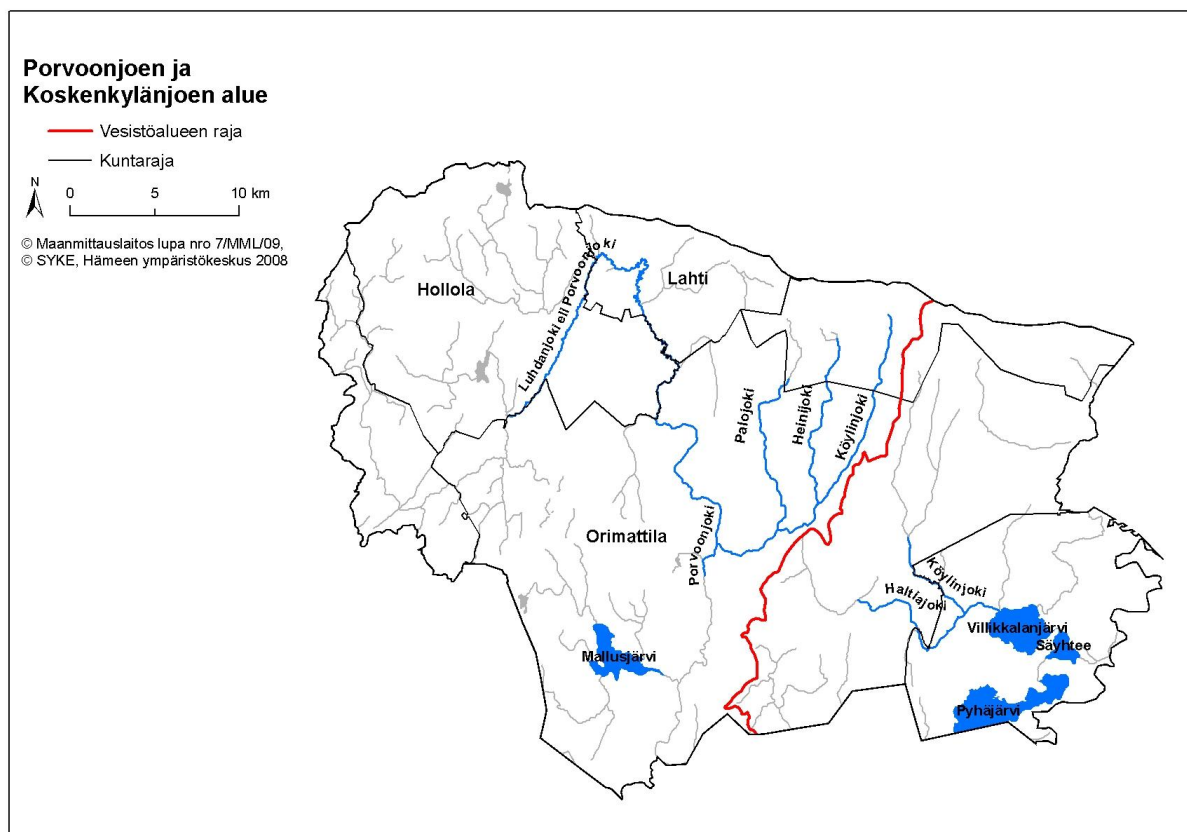 Porvoonjoen ja
Koskenkylänjoen alue
Vesistöalueen raja
Kuntaraja
N
0 5 10 km
© Maanmittauslaitos lupa nro 7/MML/09,
© SYKE, Hämeen ympäristökeskus 2008
Hollola
Luhdanjoki eli Porvoonjoki
Lahti
Palojoki
Heinijoki
Köylinjoki
Orimattila
Porvoonjoki
Köylinjoki
Haltiajoki
Villikkalanjärvi
Säyhtee
Mallusjärvi
Pyhäjärvi